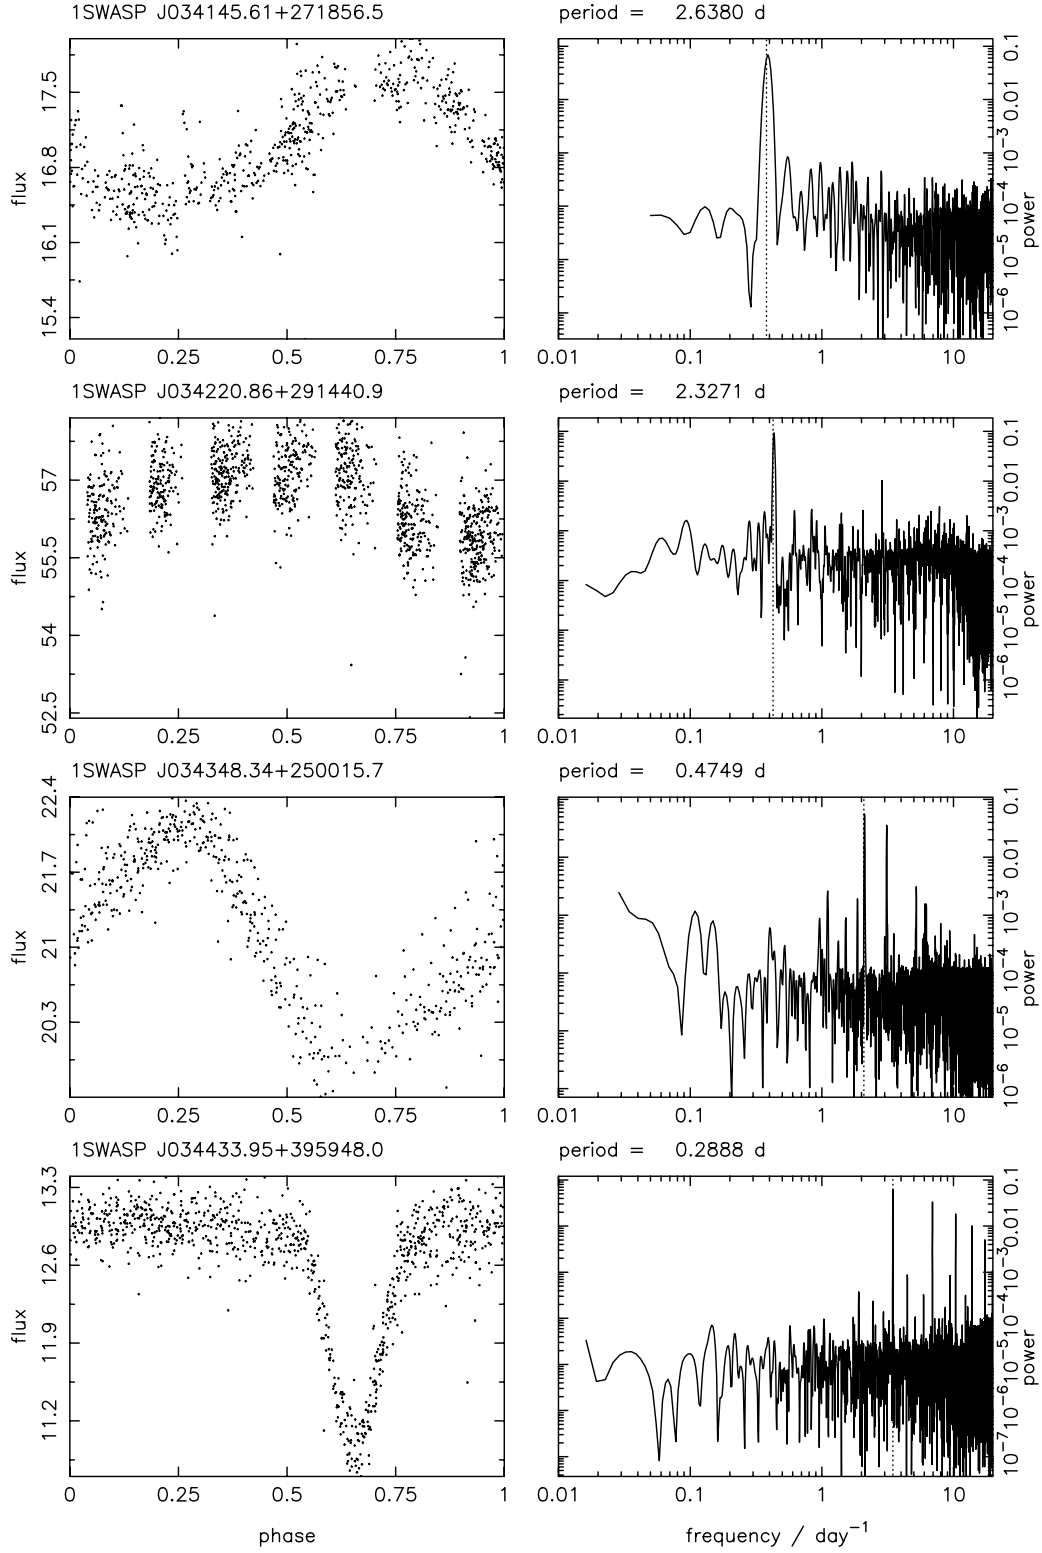 1SWASP J034145.61+271856.5
period = 2.6380 d
flux
17.5
16.8
16.1
15.4
0 0.25 0.5 0.75 1
0.1
0.01
10⁻³
10⁻⁴
10⁻⁵
10⁻⁶
power
0.01 0.1 1 10
1SWASP J034220.86+291440.9
period = 2.3271 d
flux
57
55.5
54
52.5
0 0.25 0.5 0.75 1
0.1
0.01
10⁻³
10⁻⁴
10⁻⁵
10⁻⁶
power
0.01 0.1 1 10
1SWASP J034348.34+250015.7
period = 0.4749 d
flux
22.4
21.7
21
20.3
0 0.25 0.5 0.75 1
0.1
0.01
10⁻³
10⁻⁴
10⁻⁵
10⁻⁶
power
0.01 0.1 1 10
1SWASP J034433.95+395948.0
period = 0.2888 d
flux
13.3
12.6
11.9
11.2
0 0.25 0.5 0.75 1
phase
0.1
0.01
10⁻³
10⁻⁴
10⁻⁵
10⁻⁶
10⁻⁷
power
0.01 0.1 1 10
frequency / day⁻¹